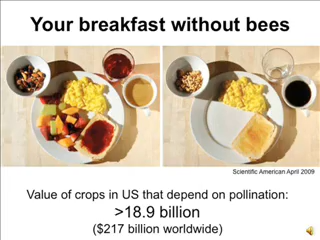 Your breakfast without bees
Scientific American April 2009
Value of crops in US that depend on pollination:
>18.9 billion
($217 billion worldwide)